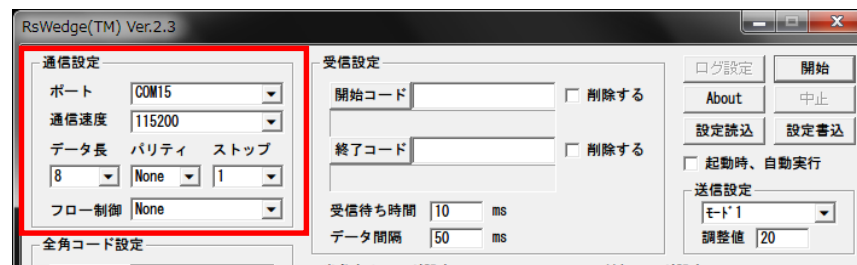 RsWedge(TM) Ver.2.3
通信設定
ポート COM15
通信速度 115200
データ長 パリティ ストップ
8 None 1
フロー制御 None
全角コード設定
受信設定
開始コード 削除する
終了コード 削除する
受信待ち時間 10 ms
データ間隔 50 ms
ログ設定 開始
About 中止
設定読込 設定書込
起動時、自動実行
送信設定
ﾓｰﾄﾞ1
調整値 20